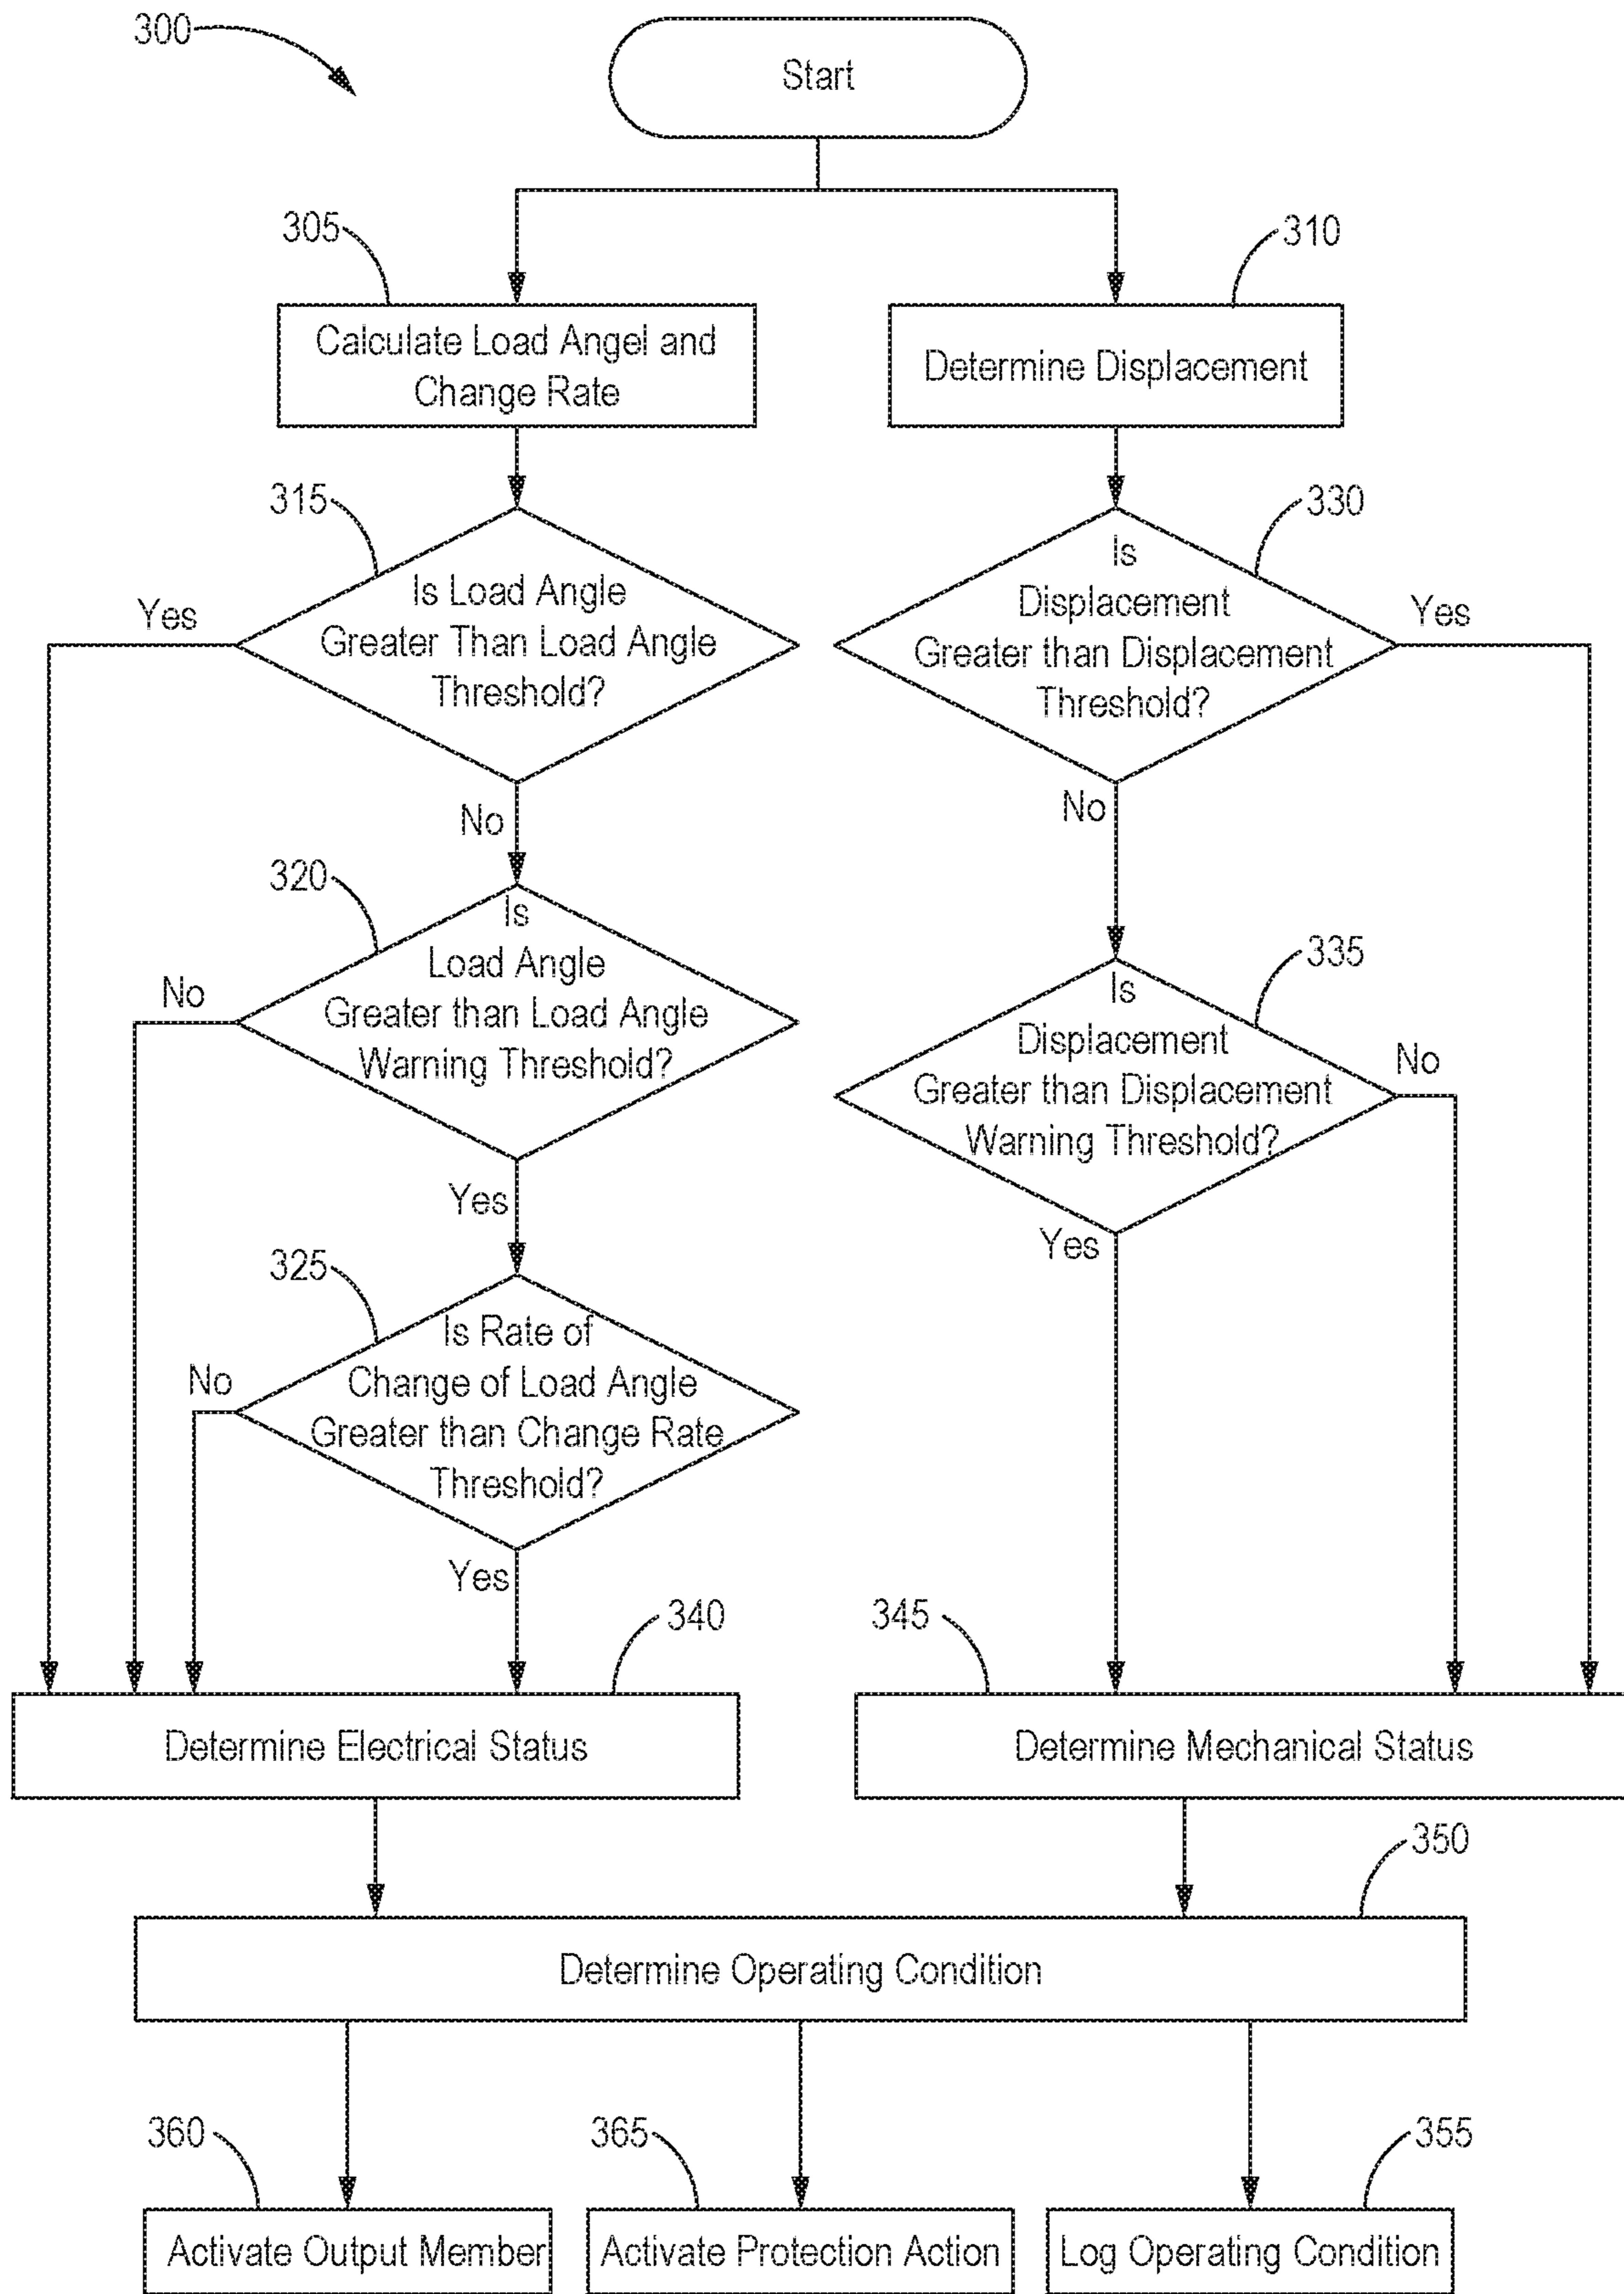 300
Start
305
310
Calculate Load Angel and
Change Rate
Determine Displacement
315
330
Is Load Angle
Greater Than Load Angle
Threshold?
Yes
Is
Displacement
Greater than Displacement
Threshold?
Yes
No
No
320
335
Is
Load Angle
Greater than Load Angle
Warning Threshold?
No
Is
Displacement
Greater than Displacement
Warning Threshold?
No
Yes
Yes
325
Is Rate of
Change of Load Angle
Greater than Change Rate
Threshold?
No
Yes
340
345
Determine Electrical Status
Determine Mechanical Status
350
Determine Operating Condition
360
365
355
Activate Output Member
Activate Protection Action
Log Operating Condition